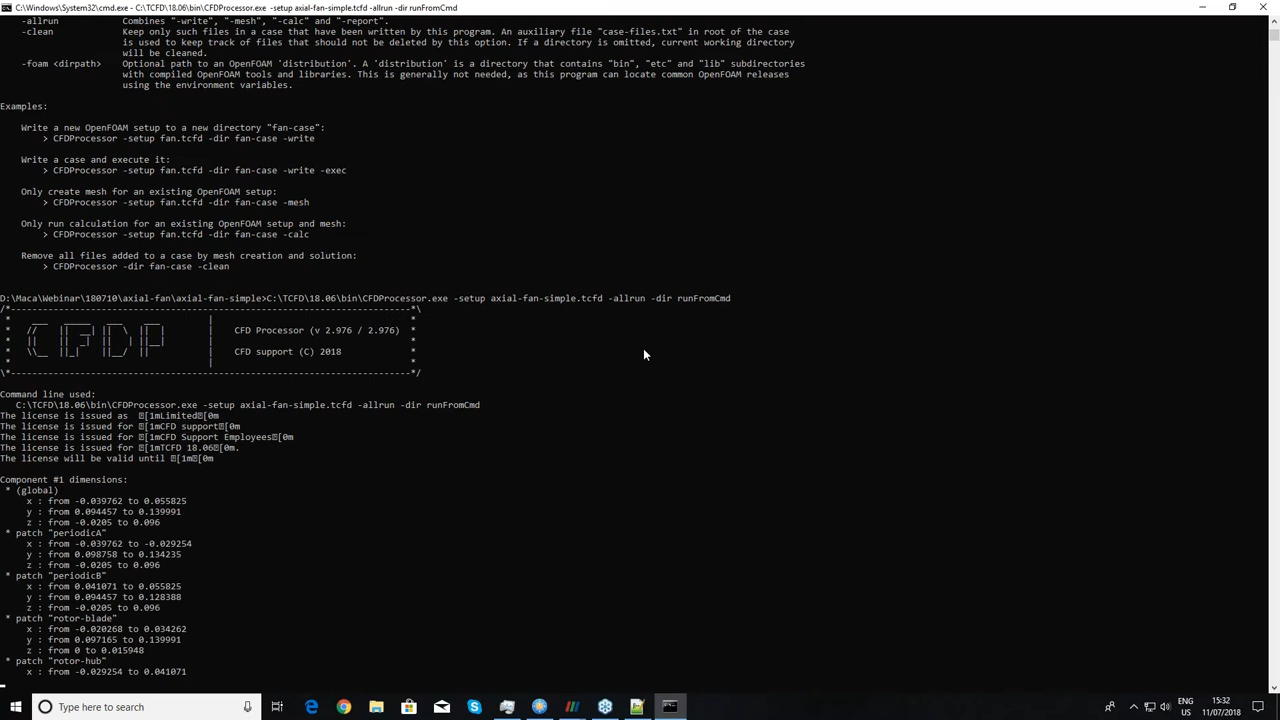 C:\Windows\System32\cmd.exe - C:\TCFD\18.06\bin\CFDProcessor.exe -setup axial-fan-simple.tcfd -allrun -dir runFromCmd
-allrun Combines "-write", "-mesh", "-calc" and "-report".
-clean Keep only such files in a case that have been written by this program. An auxiliary file "case-files.txt" in root of the case
is used to keep track of files that should not be deleted by this option. If a directory is omitted, current working directory
will be cleaned.
-foam <dirpath> Optional path to an OpenFOAM 'distribution'. A 'distribution' is a directory that contains "bin", "etc" and "lib" subdirectories
with compiled OpenFOAM tools and libraries. This is generally not needed, as this program can locate common OpenFOAM releases
using the environment variables.
Examples:
Write a new OpenFOAM setup to a new directory "fan-case":
> CFDProcessor -setup fan.tcfd -dir fan-case -write
Write a case and execute it:
> CFDProcessor -setup fan.tcfd -dir fan-case -write -exec
Only create mesh for an existing OpenFOAM setup:
> CFDProcessor -setup fan.tcfd -dir fan-case -mesh
Only run calculation for an existing OpenFOAM setup and mesh:
> CFDProcessor -setup fan.tcfd -dir fan-case -calc
Remove all files added to a case by mesh creation and solution:
> CFDProcessor -dir fan-case -clean
D:\Maca\Webinar\180710\axial-fan\axial-fan-simple>C:\TCFD\18.06\bin\CFDProcessor.exe -setup axial-fan-simple.tcfd -allrun -dir runFromCmd
CFD Processor (v 2.976 / 2.976)
CFD support (C) 2018
Command line used:
C:\TCFD\18.06\bin\CFDProcessor.exe -setup axial-fan-simple.tcfd -allrun -dir runFromCmd
The license is issued as [1mLimited[0m
The license is issued for [1mCFD support[0m
The license is issued for [1mCFD Support Employees[0m
The license is issued for [1mTCFD 18.06[0m.
The license will be valid until [1m[0m
Component #1 dimensions:
* (global)
x : from -0.039762 to 0.055825
y : from 0.094457 to 0.139991
z : from -0.0205 to 0.096
* patch "periodicA"
x : from -0.039762 to -0.029254
y : from 0.098758 to 0.134235
z : from -0.0205 to 0.096
* patch "periodicB"
x : from 0.041071 to 0.055825
y : from 0.094457 to 0.128388
z : from -0.0205 to 0.096
* patch "rotor-blade"
x : from -0.020268 to 0.034262
y : from 0.097165 to 0.139991
z : from 0 to 0.015948
* patch "rotor-hub"
x : from -0.029254 to 0.041071
Type here to search
ENG
US
15:32
11/07/2018